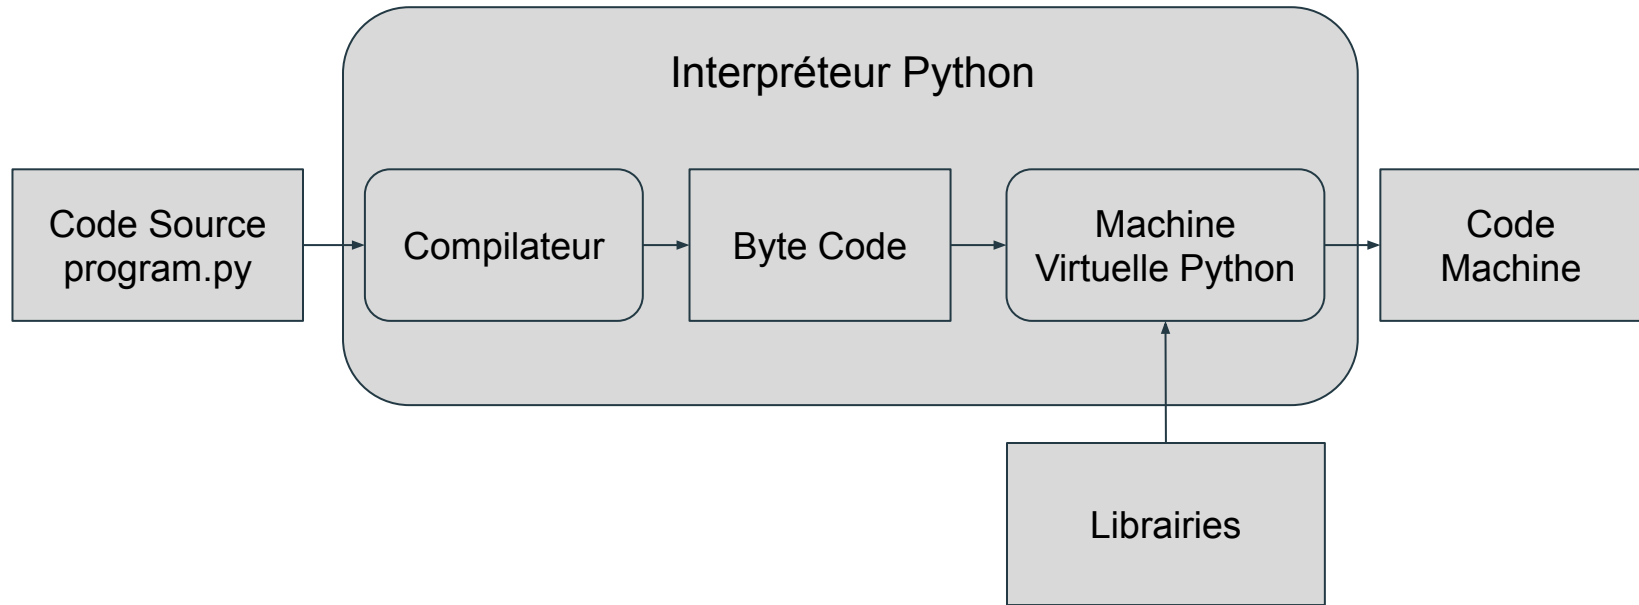 Interpréteur Python
Code Source
program.py
Compilateur
Byte Code
Machine
Virtuelle Python
Code
Machine
Librairies